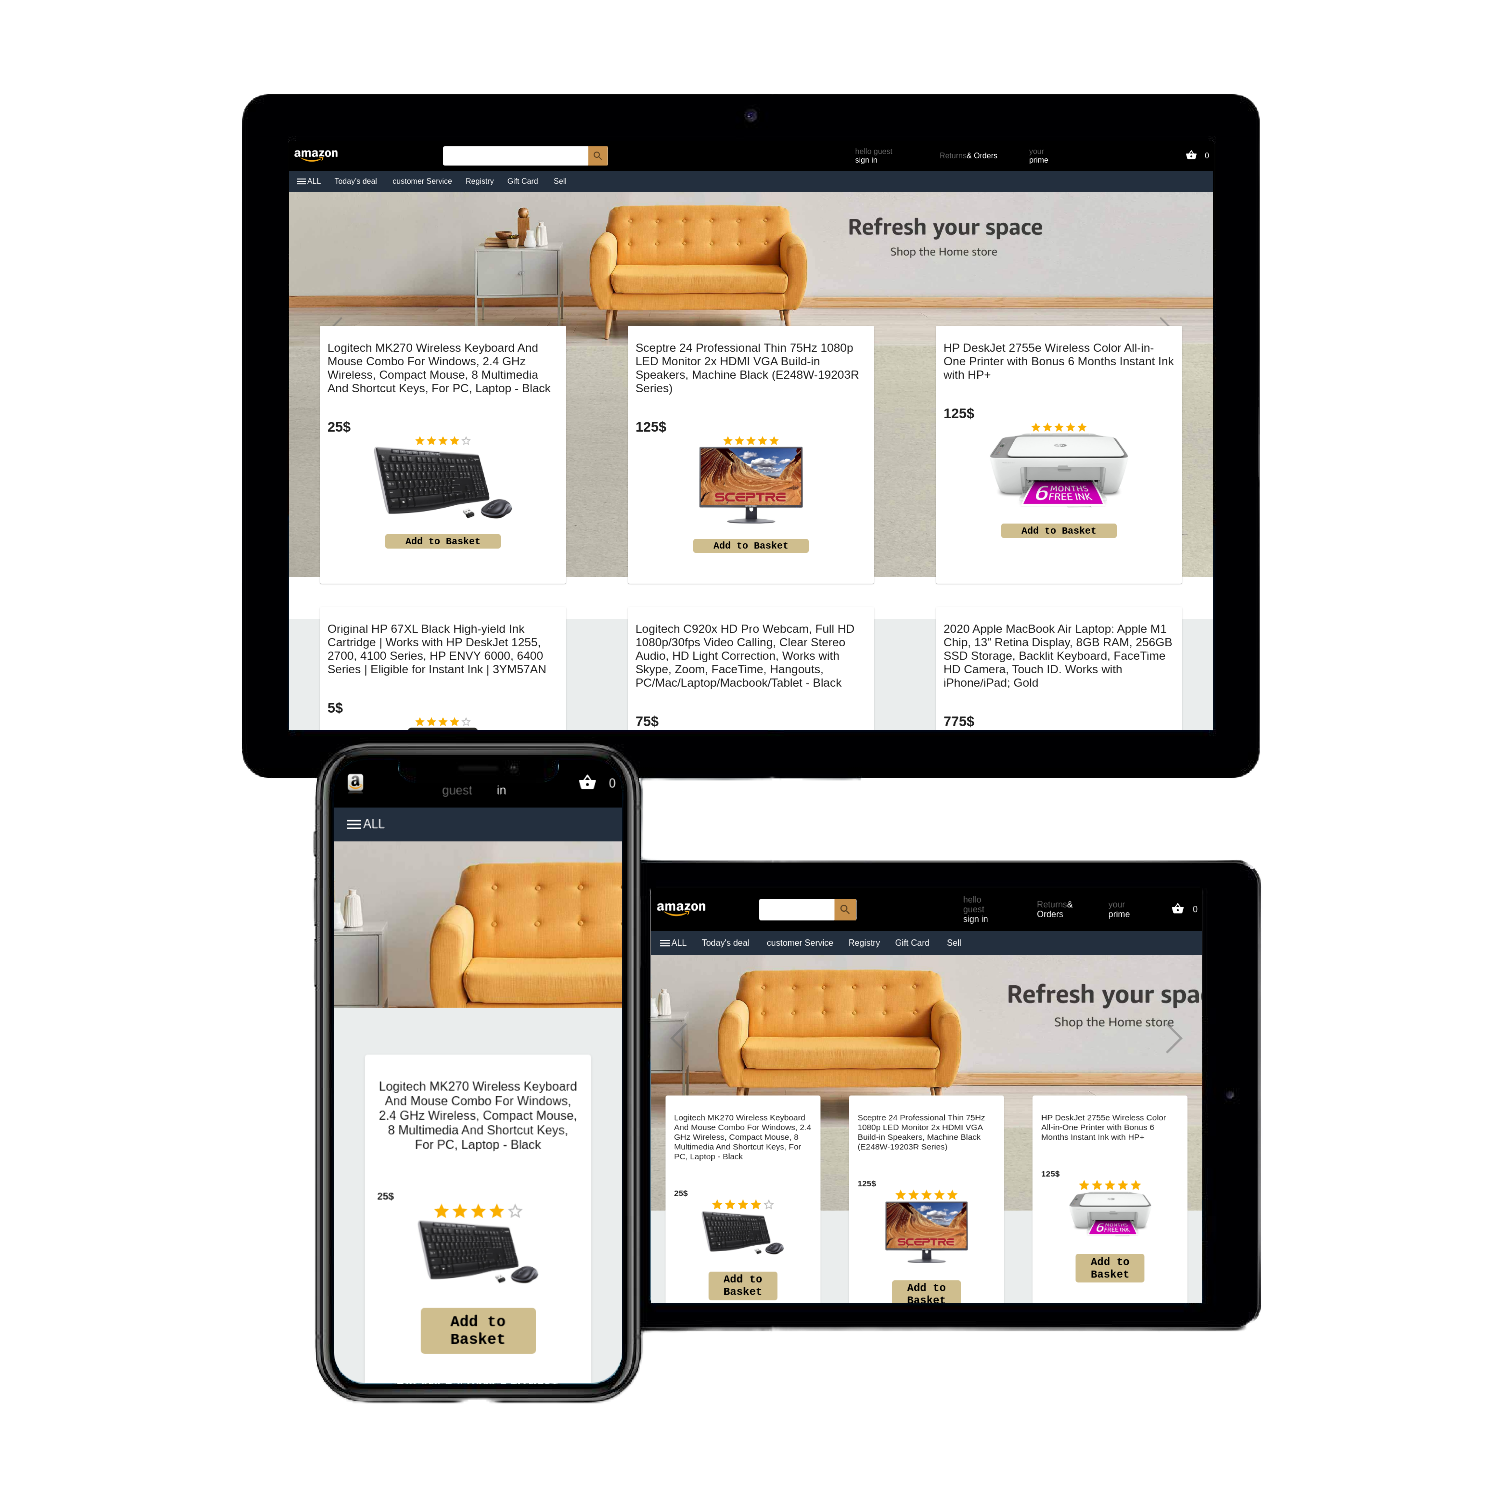 amazon
hello guest
sign in
Returns& Orders
your
prime
0
ALL Today's deal customer Service Registry Gift Card Sell
Refresh your space
Shop the Home store
Logitech MK270 Wireless Keyboard And
Mouse Combo For Windows, 2.4 GHz
Wireless, Compact Mouse, 8 Multimedia
And Shortcut Keys, For PC, Laptop - Black
25$
Add to Basket
Sceptre 24 Professional Thin 75Hz 1080p
LED Monitor 2x HDMI VGA Build-in
Speakers, Machine Black (E248W-19203R
Series)
125$
SCEPTRE
Add to Basket
HP DeskJet 2755e Wireless Color All-in-
One Printer with Bonus 6 Months Instant Ink
with HP+
125$
6 MONTHS
FREE INK
Add to Basket
Original HP 67XL Black High-yield Ink
Cartridge | Works with HP DeskJet 1255,
2700, 4100 Series, HP ENVY 6000, 6400
Series | Eligible for Instant Ink | 3YM57AN
5$
Logitech C920x HD Pro Webcam, Full HD
1080p/30fps Video Calling, Clear Stereo
Audio, HD Light Correction, Works with
Skype, Zoom, FaceTime, Hangouts,
PC/Mac/Laptop/Macbook/Tablet - Black
75$
2020 Apple MacBook Air Laptop: Apple M1
Chip, 13" Retina Display, 8GB RAM, 256GB
SSD Storage, Backlit Keyboard, FaceTime
HD Camera, Touch ID. Works with
iPhone/iPad; Gold
775$
a
guest in
0
ALL
Logitech MK270 Wireless Keyboard
And Mouse Combo For Windows,
2.4 GHz Wireless, Compact Mouse,
8 Multimedia And Shortcut Keys,
For PC, Laptop - Black
25$
Add to
Basket
amazon
hello
guest
sign in
Returns&
Orders
your
prime
0
ALL Today's deal customer Service Registry Gift Card Sell
Refresh your spa
Shop the Home store
Logitech MK270 Wireless Keyboard
And Mouse Combo For Windows, 2.4
GHz Wireless, Compact Mouse, 8
Multimedia And Shortcut Keys, For
PC, Laptop - Black
25$
Add to
Basket
Sceptre 24 Professional Thin 75Hz
1080p LED Monitor 2x HDMI VGA
Build-in Speakers, Machine Black
(E248W-19203R Series)
125$
SCEPTRE
Add to
Basket
HP DeskJet 2755e Wireless Color
All-in-One Printer with Bonus 6
Months Instant Ink with HP+
125$
6 MONTHS
FREE INK
Add to
Basket